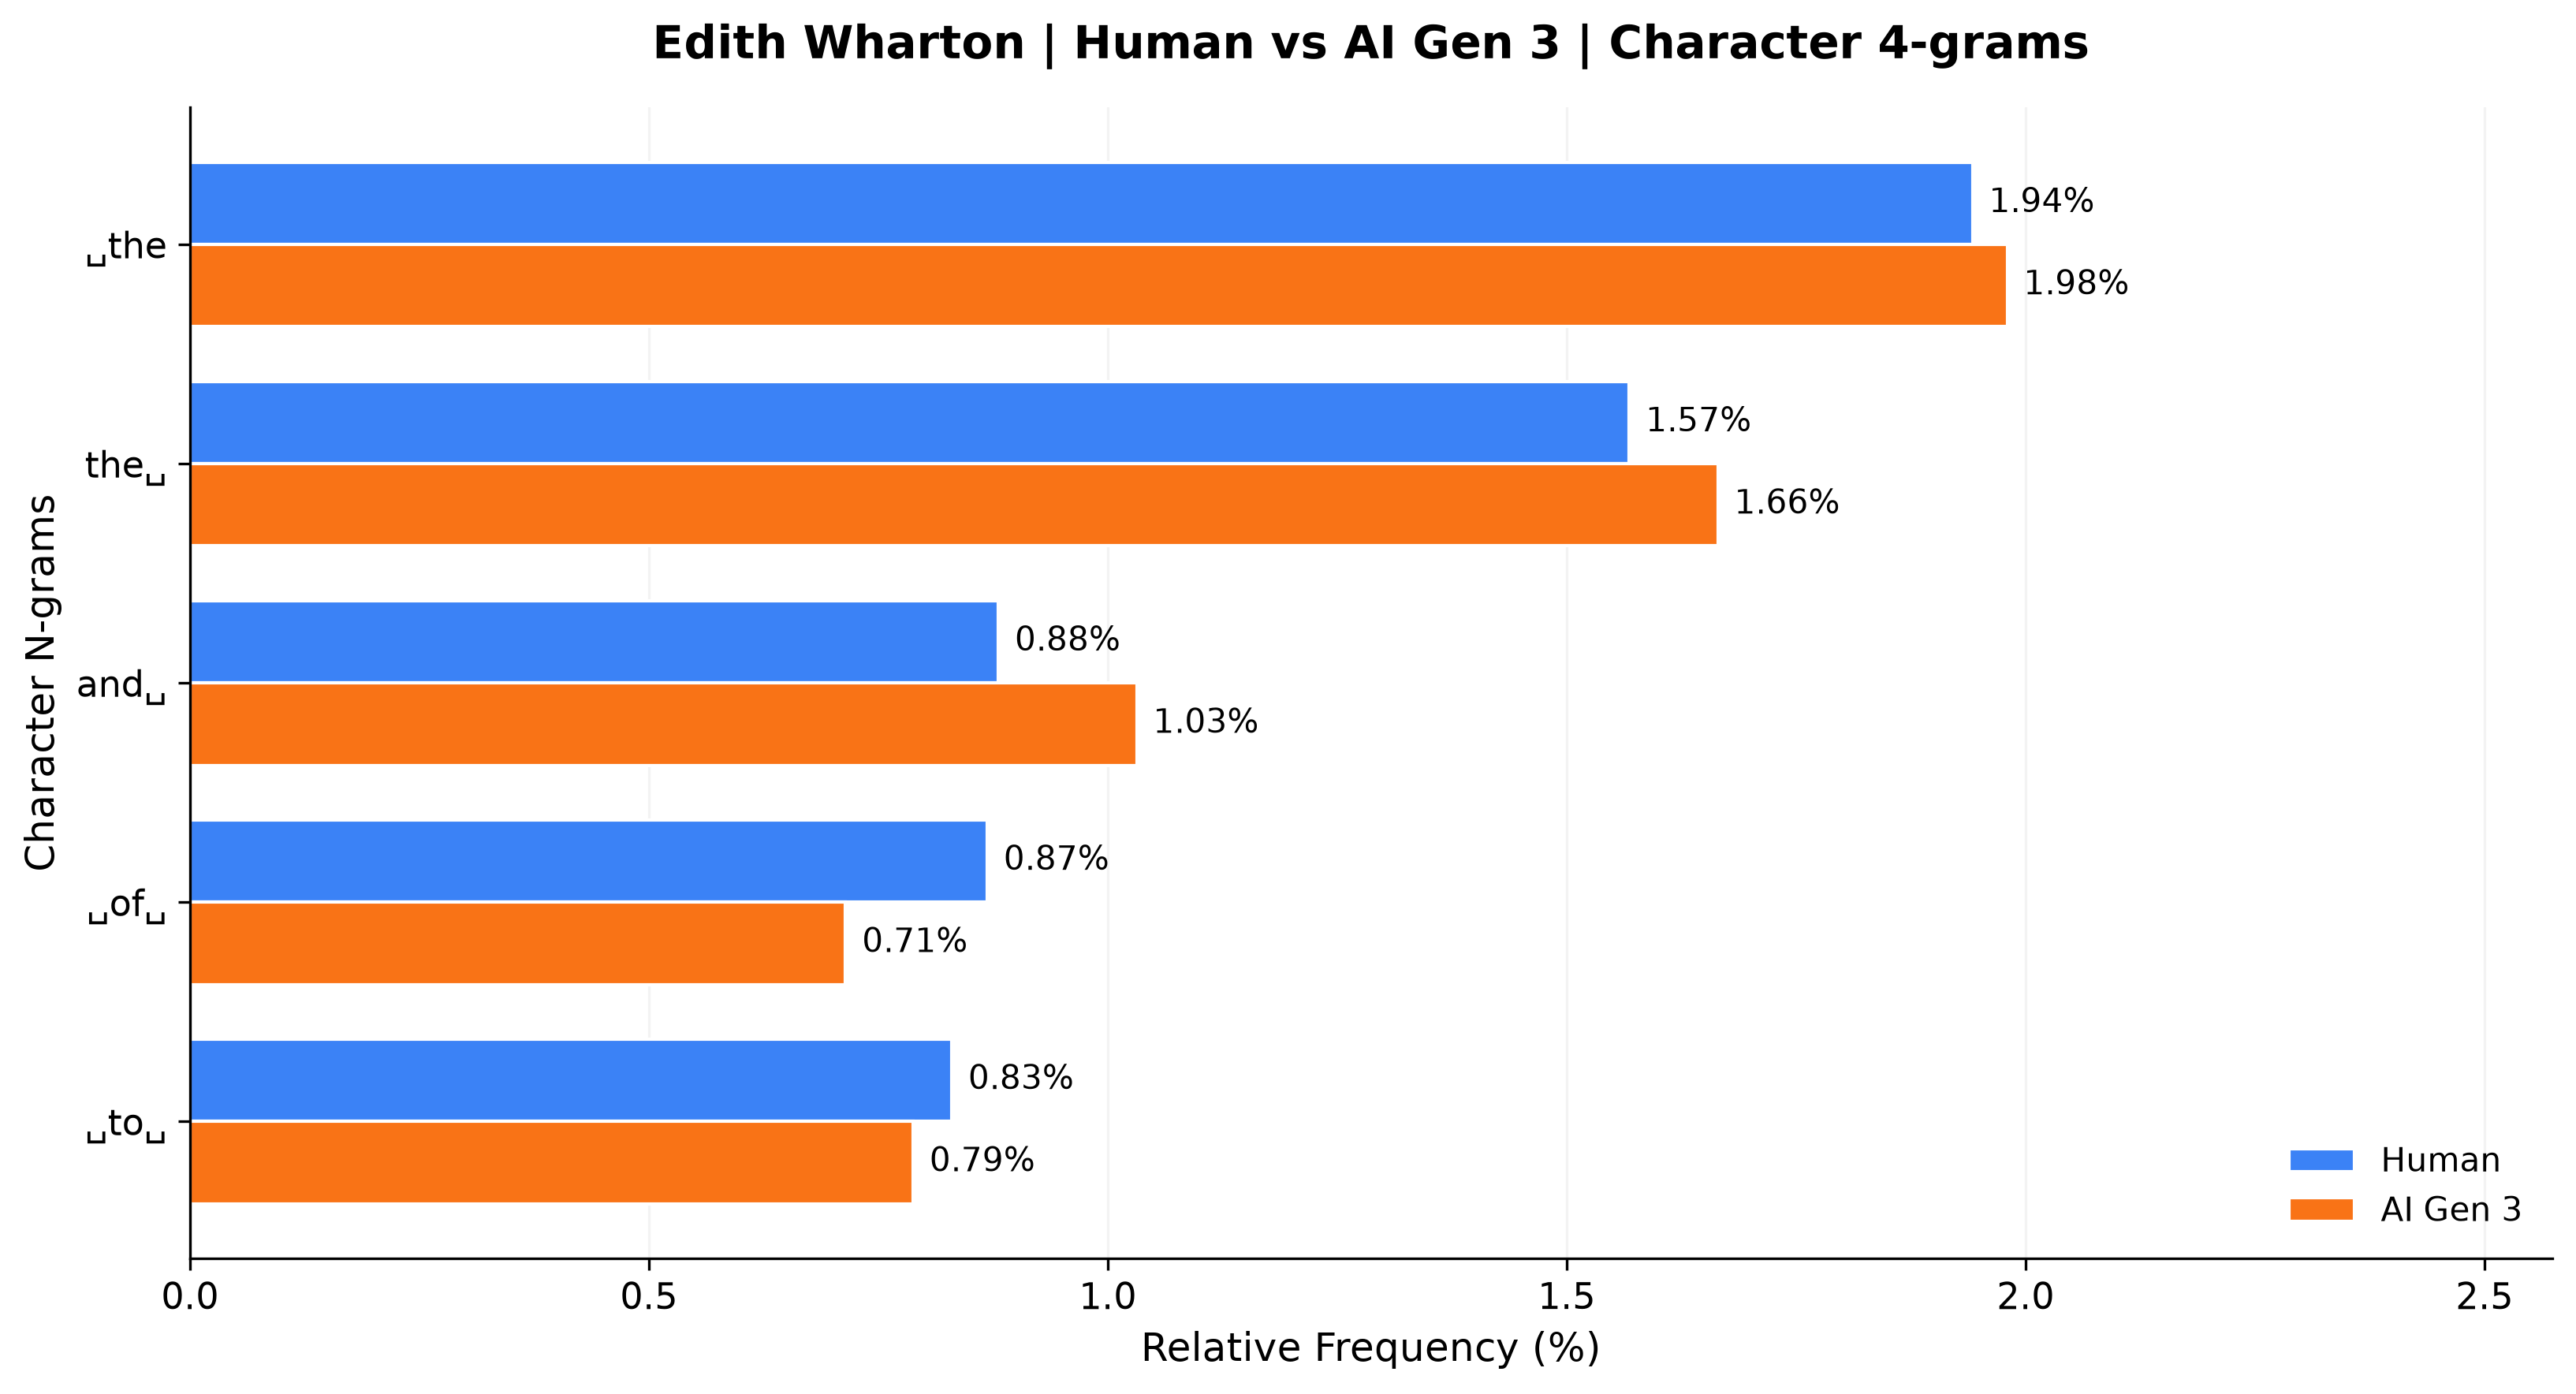 Edith Wharton | Human vs AI Gen 3 | Character 4-grams
Character N-grams
␣the
1.94%
1.98%
the␣
1.57%
1.66%
and␣
0.88%
1.03%
␣of␣
0.87%
0.71%
␣to␣
0.83%
0.79%
Human
AI Gen 3
0.0 0.5 1.0 1.5 2.0 2.5
Relative Frequency (%)